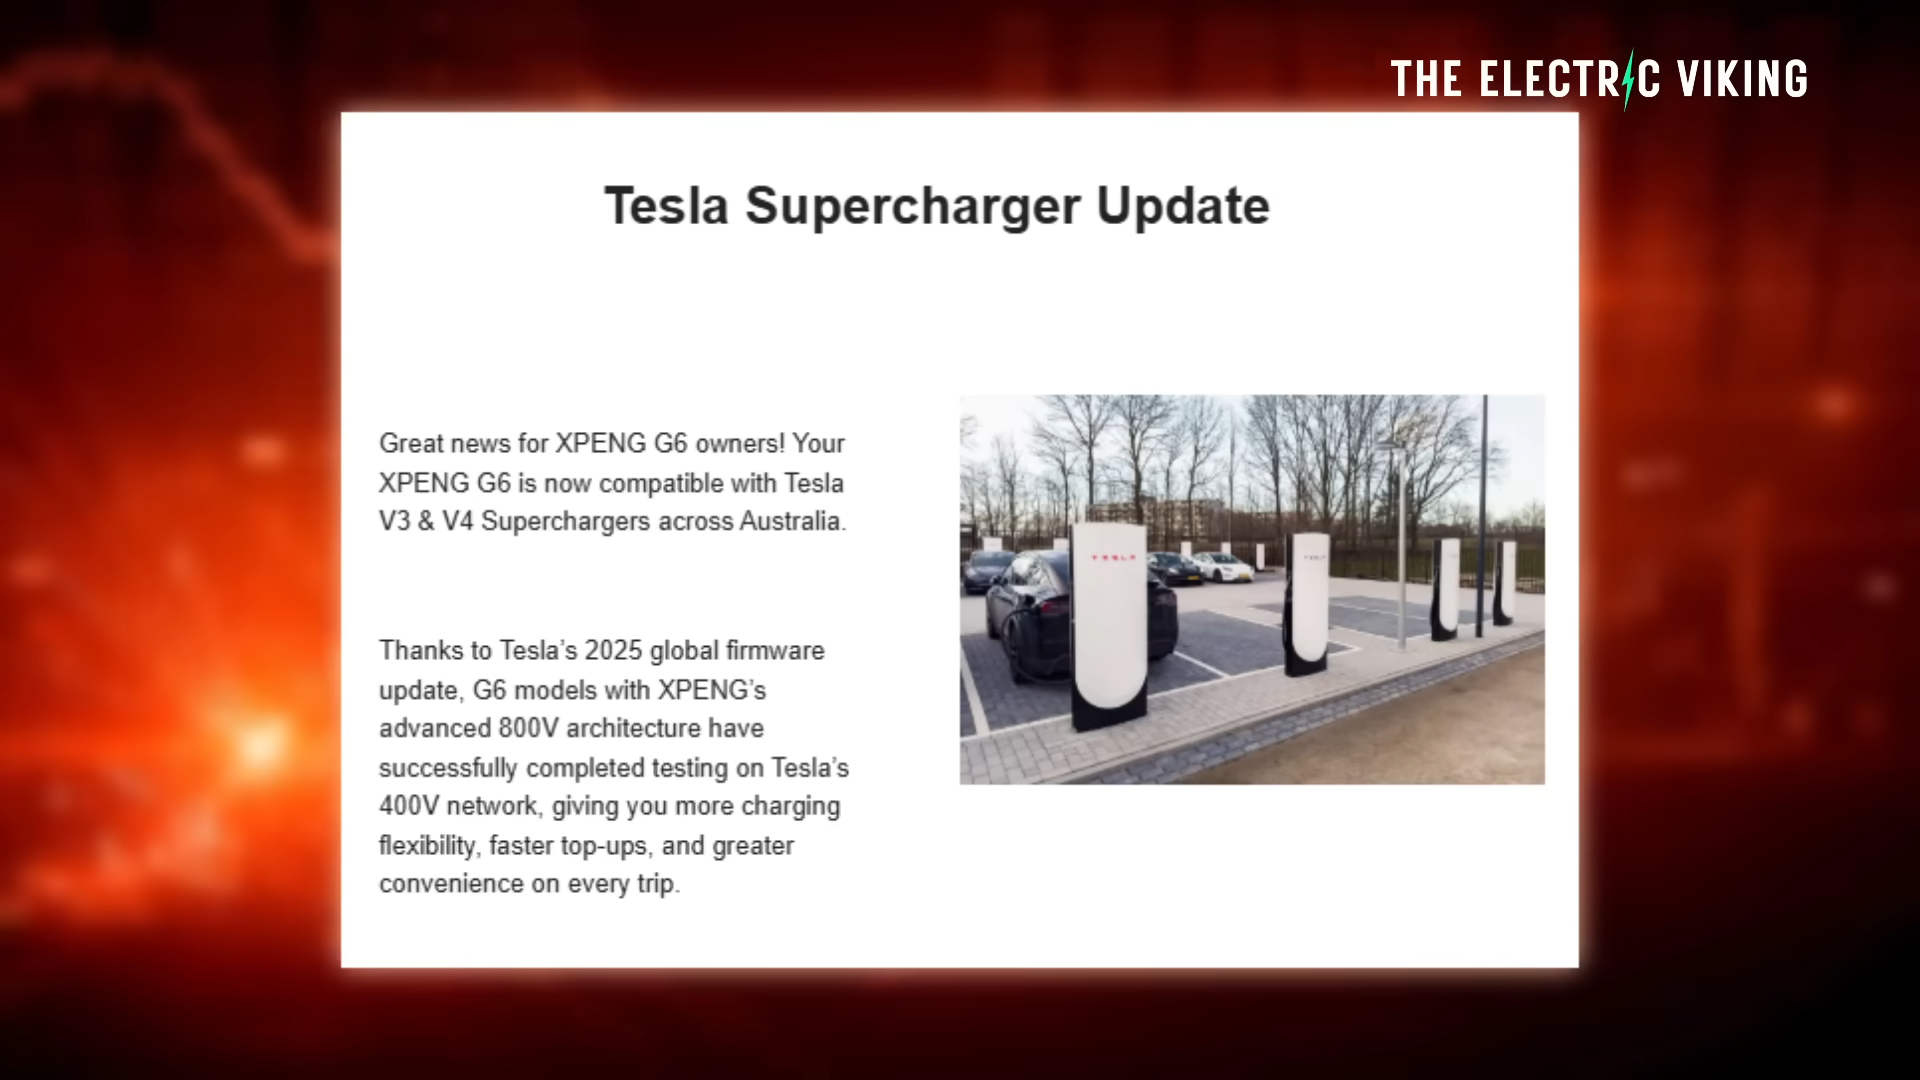 THE ELECTRIC VIKING
Tesla Supercharger Update
Great news for XPENG G6 owners! Your
XPENG G6 is now compatible with Tesla
V3 & V4 Superchargers across Australia.
Thanks to Tesla’s 2025 global firmware
update, G6 models with XPENG’s
advanced 800V architecture have
successfully completed testing on Tesla’s
400V network, giving you more charging
flexibility, faster top-ups, and greater
convenience on every trip.
TESLA
TESLA